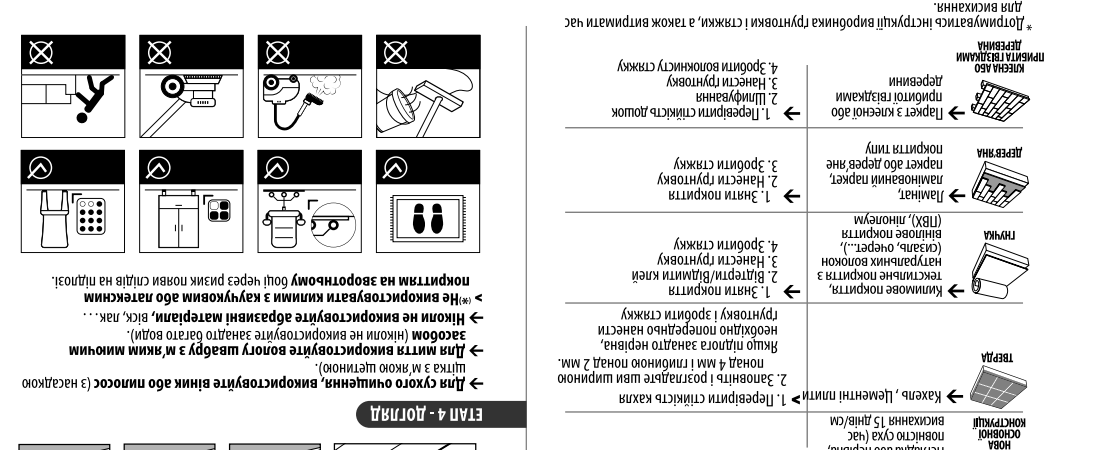 НОВА
ОСНОВНОЇ
КОНСТРУКЦІЇ
повністю суха (час
висихання 15 днів/см
ТВЕРДА
➔ Кахель, Цементні плити
➔ 1. Перевірити стійкість кахля
2. Заповніть і розгладьте шви шириною
понад 4 мм і глибиною понад 2 мм.
Якщо підлога занадто нерівна,
необхідно попередньо нанести
ґрунтовку і зробити стяжку
ГНУЧКА
➔ Килимове покриття,
текстильне покриття з
натуральних волокон
(сизаль, очерет...),
вінілове покриття
(ПВХ), лінолеум
➔ 1. Зняти покриття
2. Відтерти/Відмити клей
3. Нанести ґрунтовку
4. Зробити стяжку
ДЕРЕВ'ЯНА
➔ Ламінат,
ламінований паркет,
паркет або дерев'яне
покриття типу
➔ 1. Зняти покриття
2. Нанести ґрунтовку
3. Зробити стяжку
КЛЕЄНА АБО
ПРИБИТА ГВІЗДКАМИ
ДЕРЕВИНА
➔ Паркет з клеєної або
прибитої гвіздками
деревини
➔ 1. Перевірити стійкість дошок
2. Шліфування
3. Нанести ґрунтовку
4. Зробити волокнисту стяжку
*Дотримуватись інструкції виробника ґрунтовки і стяжки, а також витримати час
для висихання.
ЕТАП 4 - ДОГЛЯД
➔ Для сухого очищення, використовуйте віник або пилосос (з насадкою
щітка з м'якою щетиною).
➔ Для миття використовуйте вологу швабру з м'яким миючим
засобом (ніколи не використовуйте занадто багато води).
➔ Ніколи не використовуйте абразивні матеріали, віск, лак...
➔ (*)Не використовувати килими з каучуковим або латексним
покриттям на зворотньому боці через ризик появи слідів на підлозі.